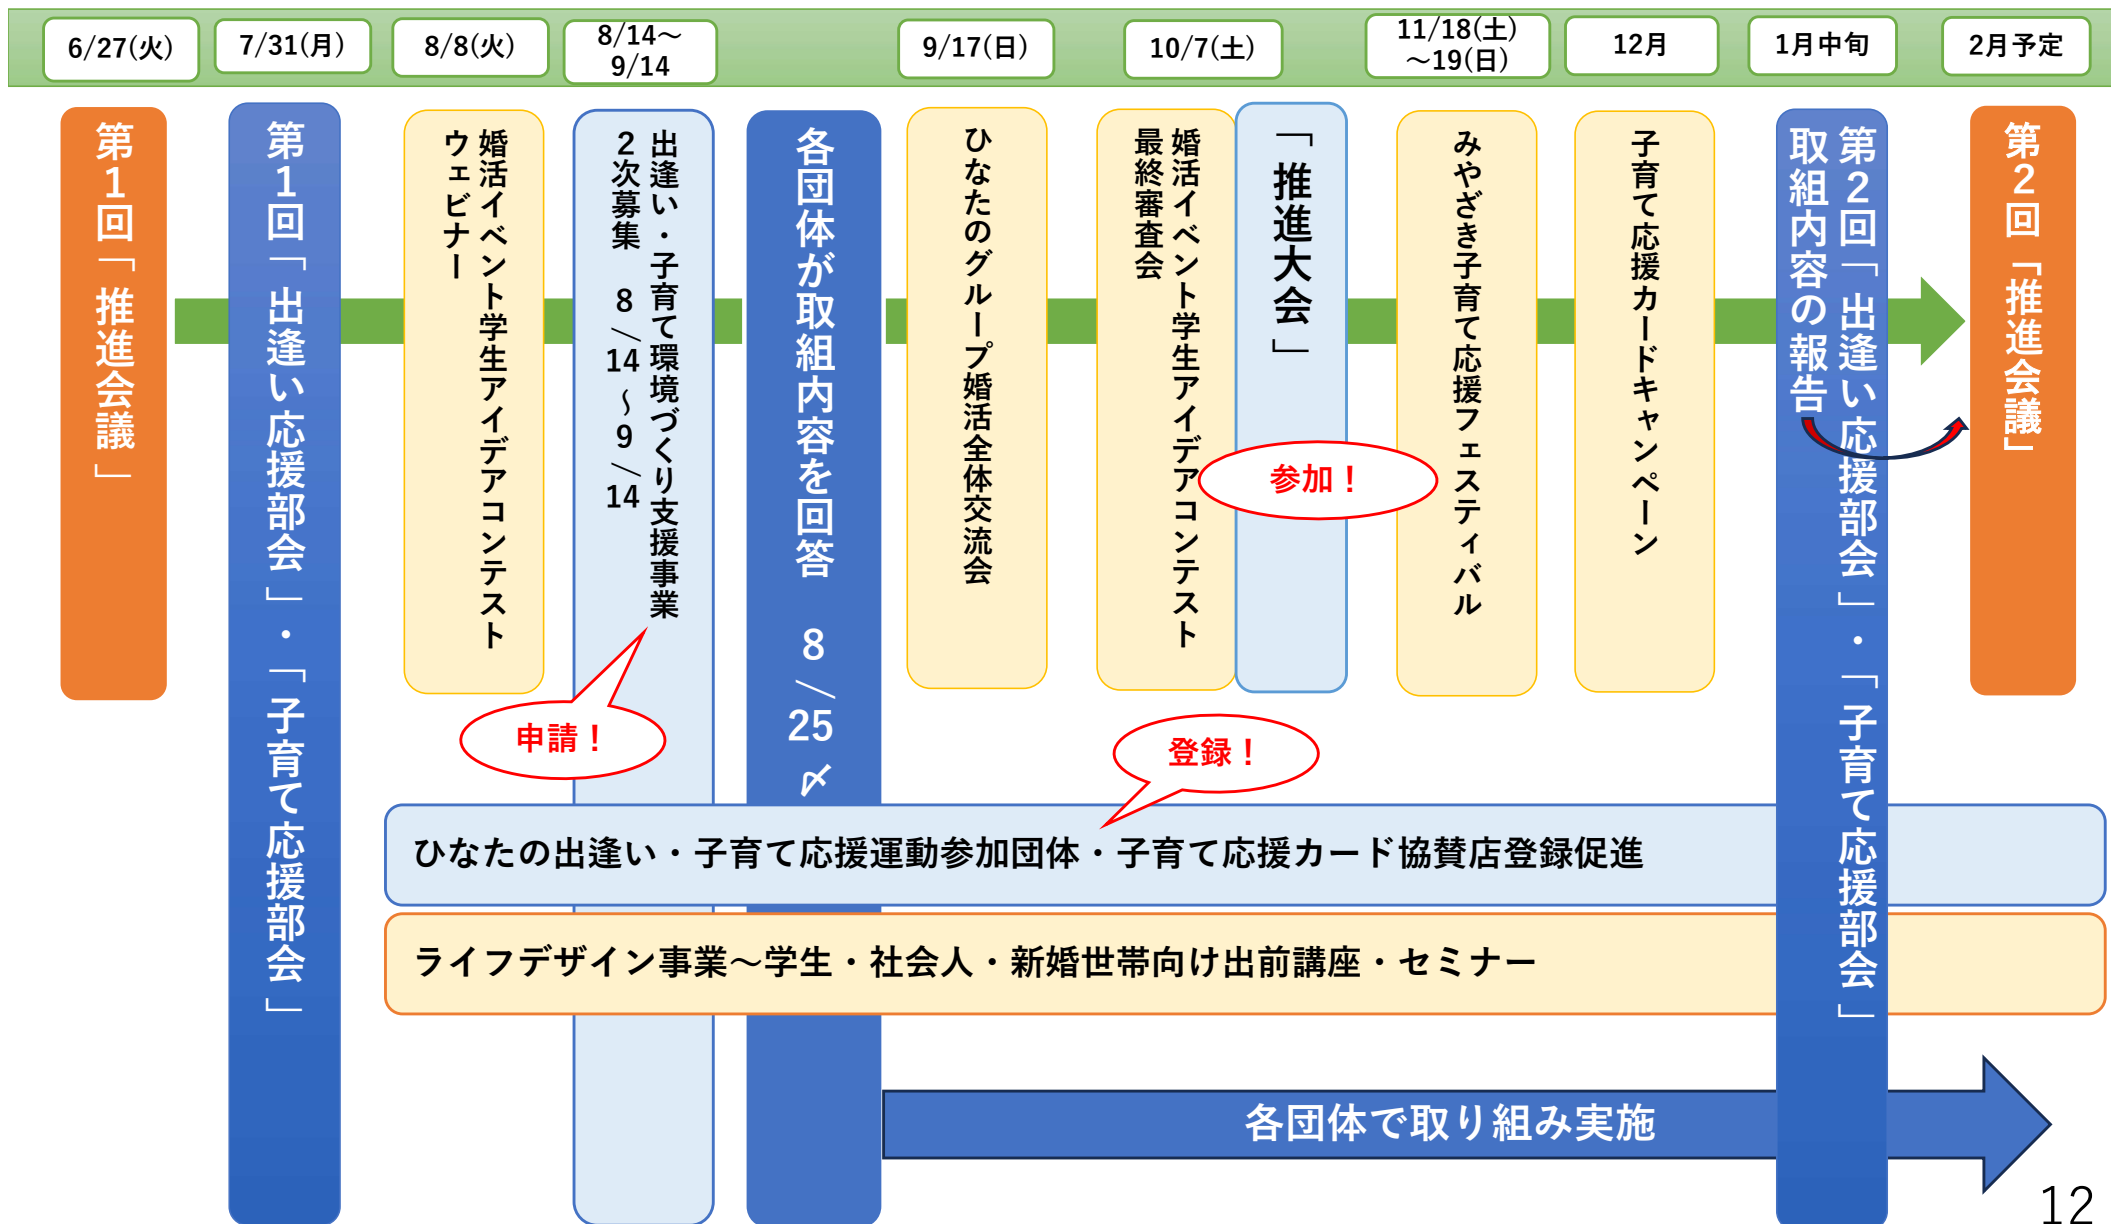 6/27(火)
7/31(月)
8/8(火)
8/14～
9/14
9/17(日)
10/7(土)
11/18(土)
～19(日)
12月
1月中旬
2月予定
第1回「推進会議」
第1回「出逢い応援部会」・「子育て応援部会」
婚活イベント学生アイデアコンテスト
ウェビナー
出逢い・子育て環境づくり支援事業
2次募集　8/14～9/14
各団体が取組内容を回答　8/25〆
ひなたのグループ婚活全体交流会
婚活イベント学生アイデアコンテスト
最終審査会
「推進大会」
みやざき子育て応援フェスティバル
子育て応援カードキャンペーン
第2回「出逢い応援部会」・「子育て応援部会」
取組内容の報告
第2回「推進会議」
参加！
申請！
登録！
ひなたの出逢い・子育て応援運動参加団体・子育て応援カード協賛店登録促進
ライフデザイン事業～学生・社会人・新婚世帯向け出前講座・セミナー
各団体で取り組み実施
12